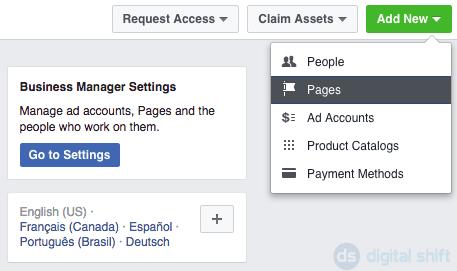 Request Access
Claim Assets
Add New
People
Pages
Ad Accounts
Product Catalogs
Payment Methods
Business Manager Settings
Manage ad accounts, Pages and the
people who work on them.
Go to Settings
English (US) ·
Français (Canada) · Español ·
Português (Brasil) · Deutsch
ds digital shift